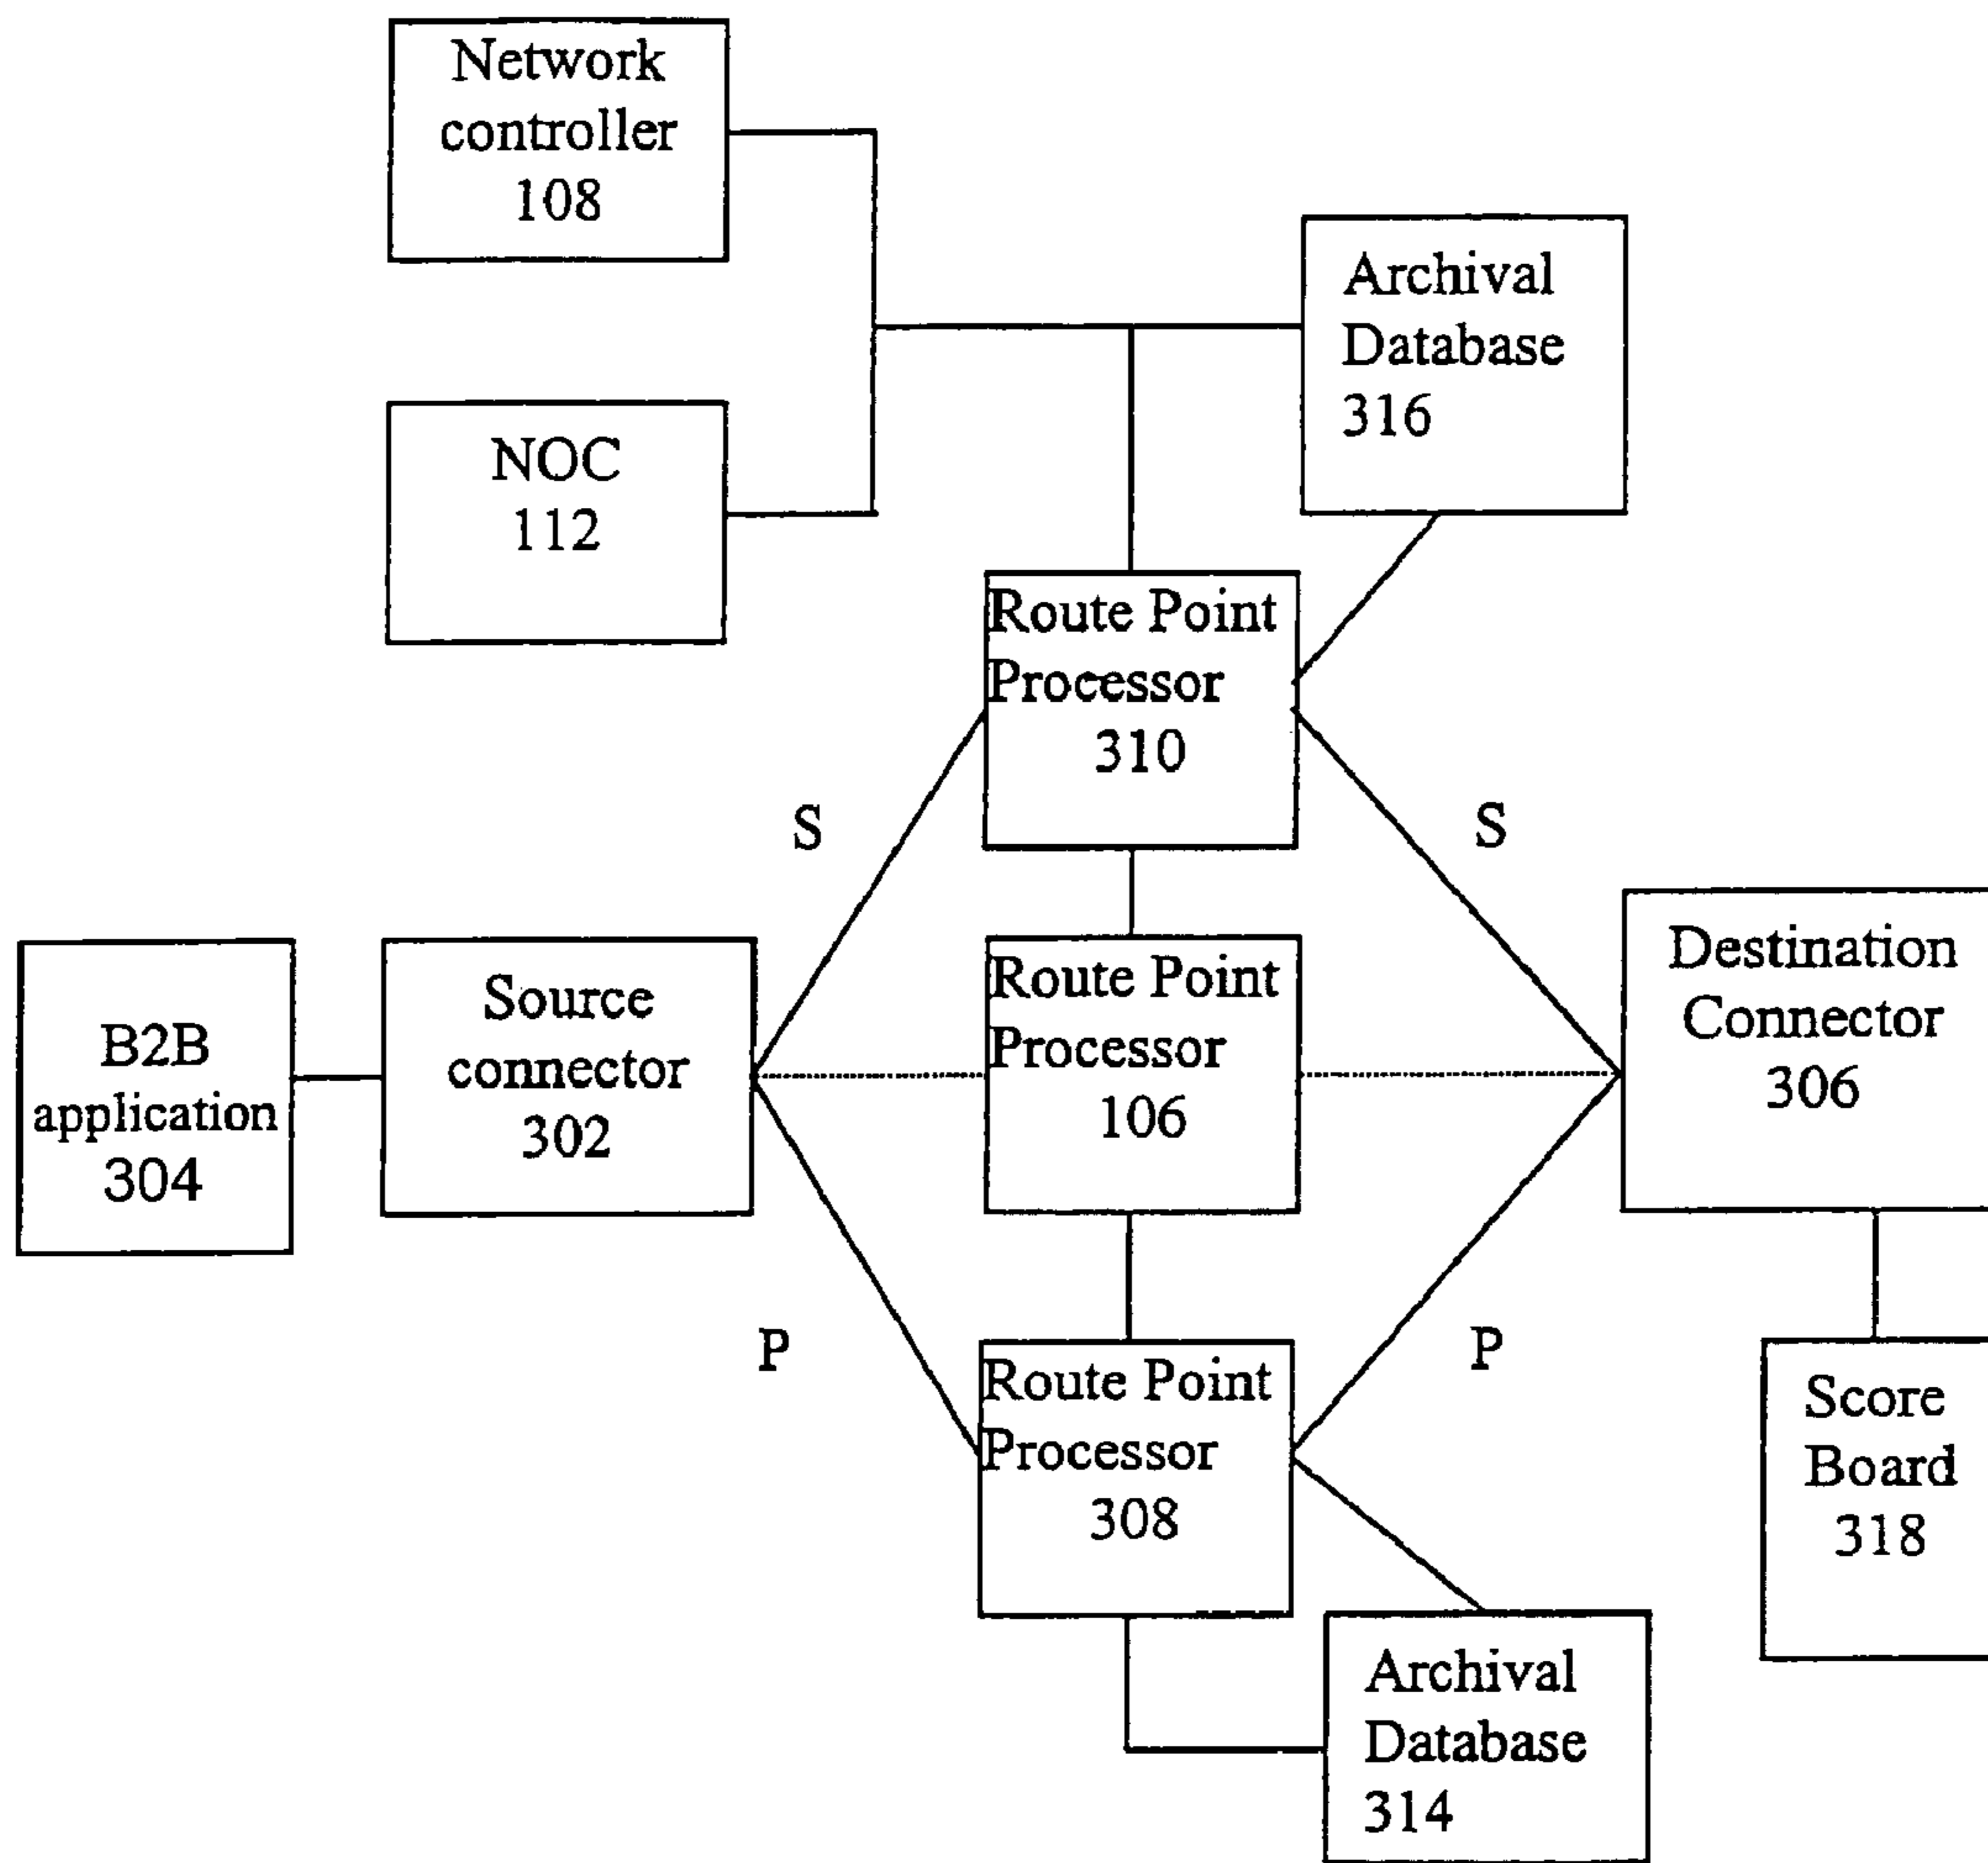 Network
controller
108
Archival
Database
316
NOC
112
Route Point
Processor
310
S
S
B2B
application
304
Source
connector
302
Route Point
Processor
106
Destination
Connector
306
P
P
Route Point
Processor
308
Score
Board
318
Archival
Database
314